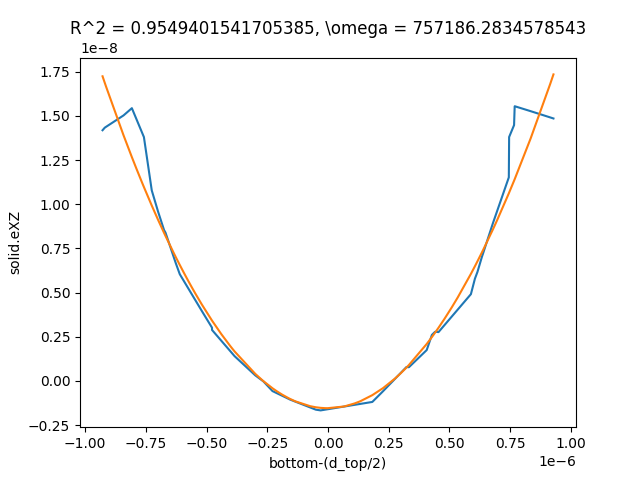 R^2 = 0.9549401541705385, \omega = 757186.2834578543
1e−8
1.75
1.50
1.25
1.00
0.75
0.50
0.25
0.00
−0.25
solid.eXZ
−1.00 −0.75 −0.50 −0.25 0.00 0.25 0.50 0.75 1.00
1e−6
bottom-(d_top/2)